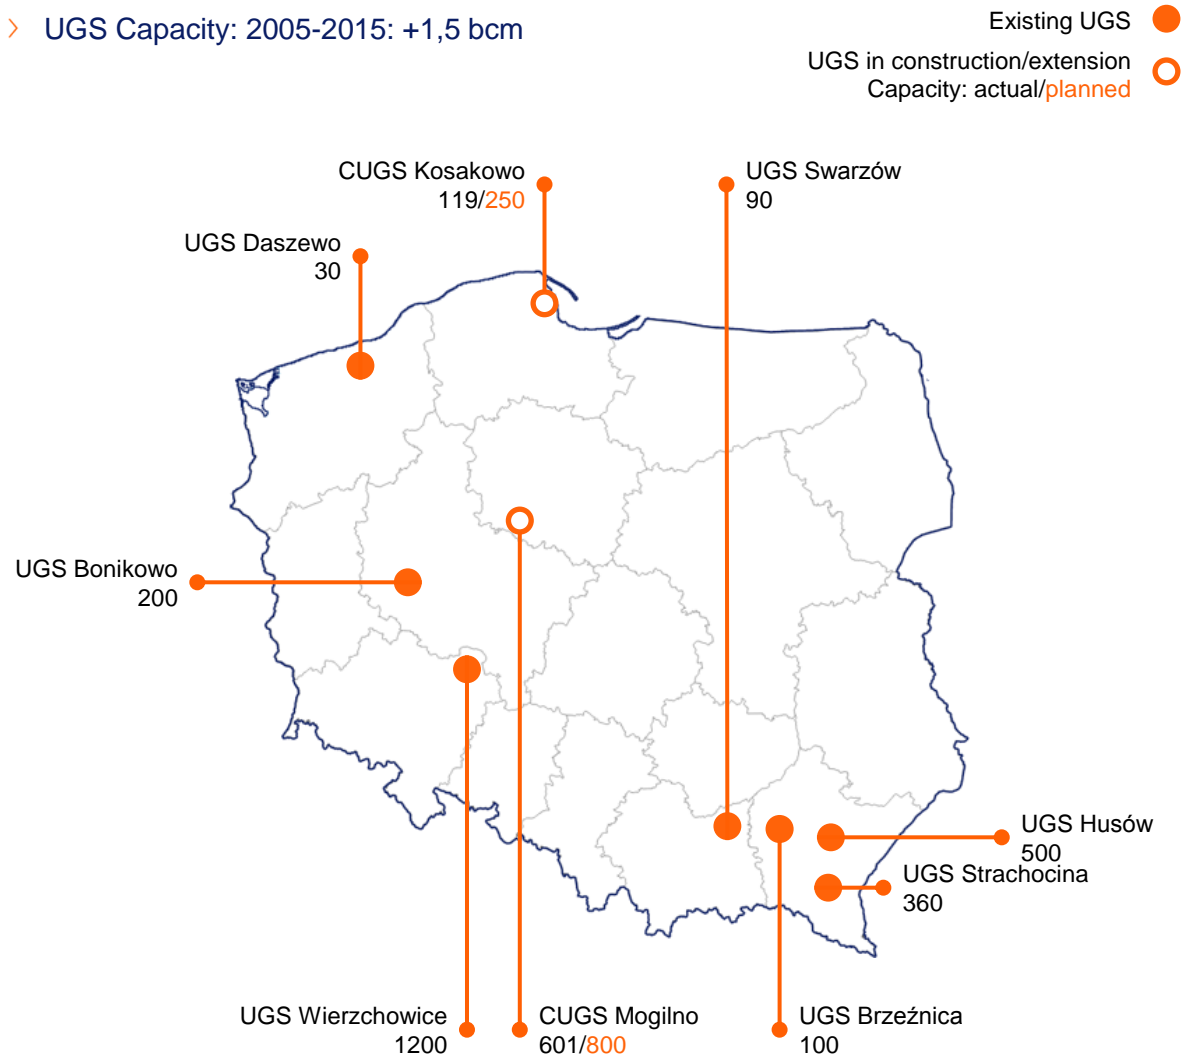 UGS Capacity: 2005-2015: +1,5 bcm
Existing UGS
UGS in construction/extension
Capacity: actual/planned
CUGS Kosakowo
119/250
UGS Swarzów
90
UGS Daszewo
30
UGS Bonikowo
200
UGS Husów
500
UGS Strachocina
360
UGS Wierzchowice
1200
CUGS Mogilno
601/800
UGS Brzeźnica
100